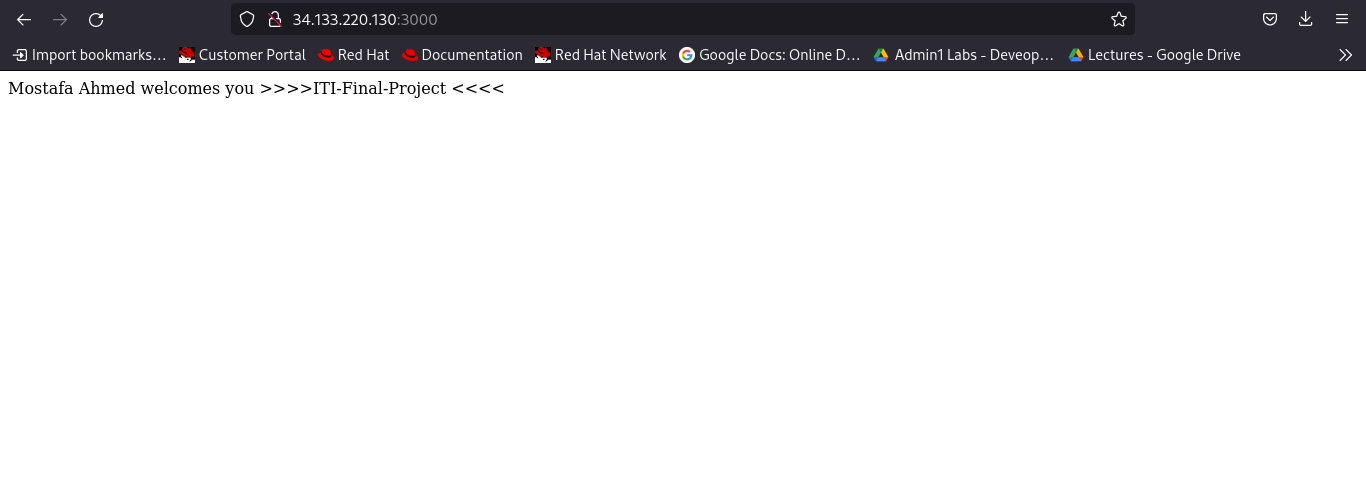 34.133.220.130:3000
Import bookmarks... Customer Portal Red Hat Documentation Red Hat Network Google Docs: Online D... Admin1 Labs - Deveop... Lectures - Google Drive
Mostafa Ahmed welcomes you >>>>ITI-Final-Project <<<<